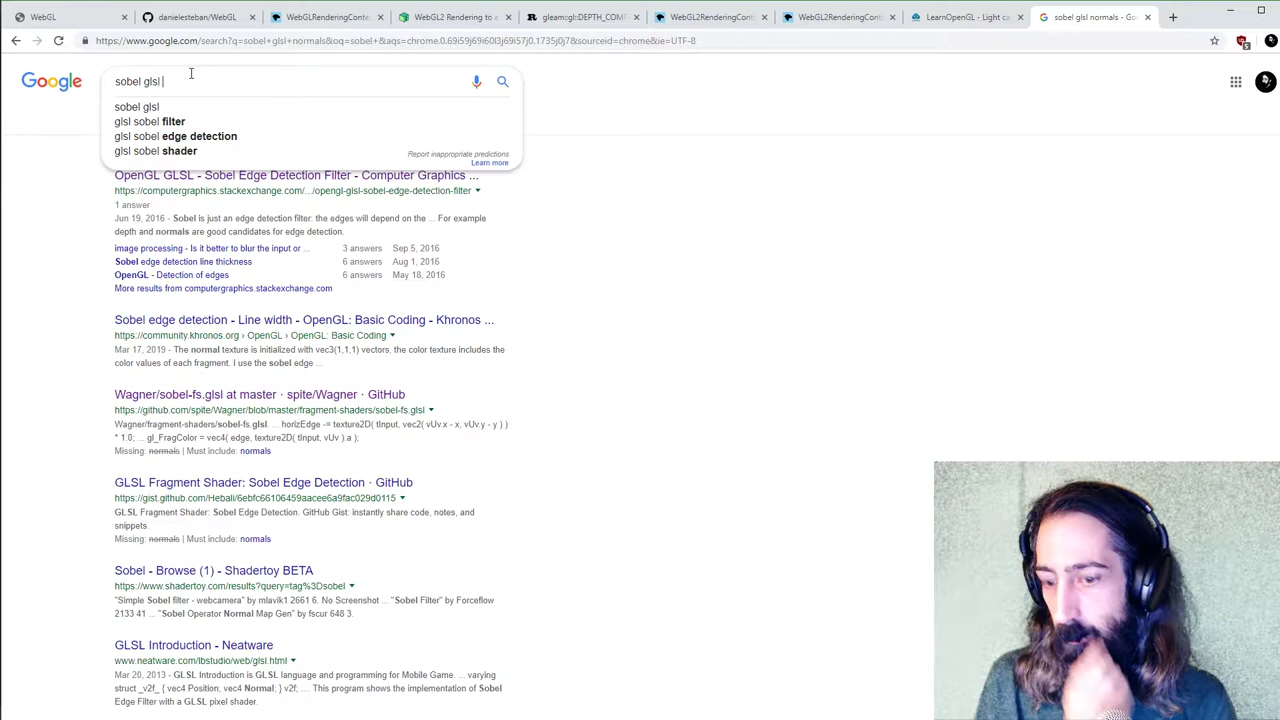 WebGL
danielesteban/WebGL
WebGLRenderingConte
WebGL2 Rendering to a
gleam::gl::DEPTH_COMP
WebGL2RenderingConte
WebGL2RenderingConte
LearnOpenGL - Light ca
sobel glsl normals - Goo
https://www.google.com/search?q=sobel+glsl+normals&oq=sobel+&aqs=chrome.0.69i59j69i60l3j69i57j0.1735j0j7&sourceid=chrome&ie=UTF-8
Google
sobel glsl
sobel glsl
glsl sobel filter
glsl sobel edge detection
glsl sobel shader
Report inappropriate predictions
Learn more
OpenGL GLSL - Sobel Edge Detection Filter - Computer Graphics ...
https://computergraphics.stackexchange.com/.../opengl-glsl-sobel-edge-detection-filter
1 answer
Jun 19, 2016 - Sobel is just an edge detection filter: the edges will depend on the ... For example
depth and normals are good candidates for edge detection.
image processing - Is it better to blur the input or ... 3 answers Sep 5, 2016
Sobel edge detection line thickness 6 answers Aug 1, 2016
OpenGL - Detection of edges 6 answers May 18, 2016
More results from computergraphics.stackexchange.com
Sobel edge detection - Line width - OpenGL: Basic Coding - Khronos ...
https://community.khronos.org › OpenGL › OpenGL: Basic Coding
Mar 17, 2019 - The normal texture is initialized with vec3(1,1,1) vectors, the color texture includes the
color values of each fragment. I use the sobel edge ...
Wagner/sobel-fs.glsl at master · spite/Wagner · GitHub
https://github.com/spite/Wagner/blob/master/fragment-shaders/sobel-fs.glsl
Wagner/fragment-shaders/sobel-fs.glsl. ... horizEdge -= texture2D( tInput, vec2( vUv.x - x, vUv.y - y ) )
* 1.0; ... gl_FragColor = vec4( edge, texture2D( tInput, vUv ).a );
Missing: normals | Must include: normals
GLSL Fragment Shader: Sobel Edge Detection · GitHub
https://gist.github.com/Hebali/6ebfc66106459aacee6a9fac029d0115
GLSL Fragment Shader: Sobel Edge Detection. GitHub Gist: instantly share code, notes, and
snippets.
Missing: normals | Must include: normals
Sobel - Browse (1) - Shadertoy BETA
https://www.shadertoy.com/results?query=tag%3Dsobel
"Simple Sobel filter - webcamera" by mlavik1 2661 6. No Screenshot ... "Sobel Filter" by Forceflow
2133 41 ... "Sobel Operator Normal Map Gen" by fscur 648 3.
GLSL Introduction - Neatware
www.neatware.com/lbstudio/web/glsl.html
Mar 20, 2013 - GLSL Introduction is GLSL language and programming for Mobile Game. ... varying
struct _v2f_ { vec4 Position; vec4 Normal; } v2f; .... This program shows the implementation of Sobel
Edge Filter with a GLSL pixel shader.